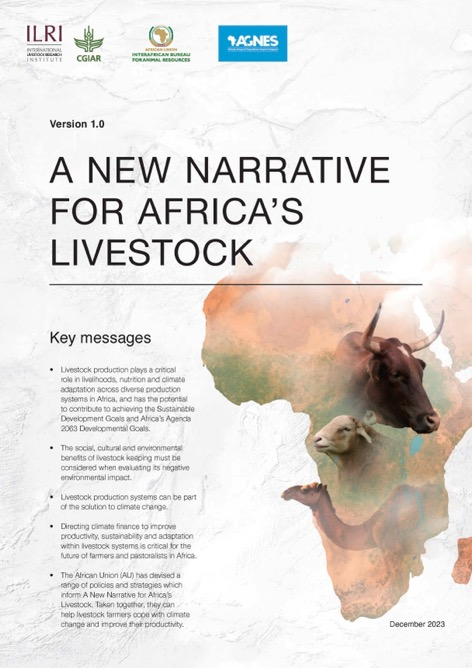 ILRI
INTERNATIONAL
LIVESTOCK RESEARCH
INSTITUTE
CGIAR
AFRICAN UNION
INTERAFRICAN BUREAU
FOR ANIMAL RESOURCES
AGNES
Version 1.0
A NEW NARRATIVE
FOR AFRICA’S
LIVESTOCK
Key messages
• Livestock production plays a critical
role in livelihoods, nutrition and climate
adaptation across diverse production
systems in Africa, and has the potential
to contribute to achieving the Sustainable
Development Goals and Africa’s Agenda
2063 Developmental Goals.
• The social, cultural and environmental
benefits of livestock keeping must be
considered when evaluating its negative
environmental impact.
• Livestock production systems can be part
of the solution to climate change.
• Directing climate finance to improve
productivity, sustainability and adaptation
within livestock systems is critical for the
future of farmers and pastoralists in Africa.
• The African Union (AU) has devised a
range of policies and strategies which
inform A New Narrative for Africa’s
Livestock. Taken together, they can
help livestock farmers cope with climate
change and improve their productivity.
December 2023